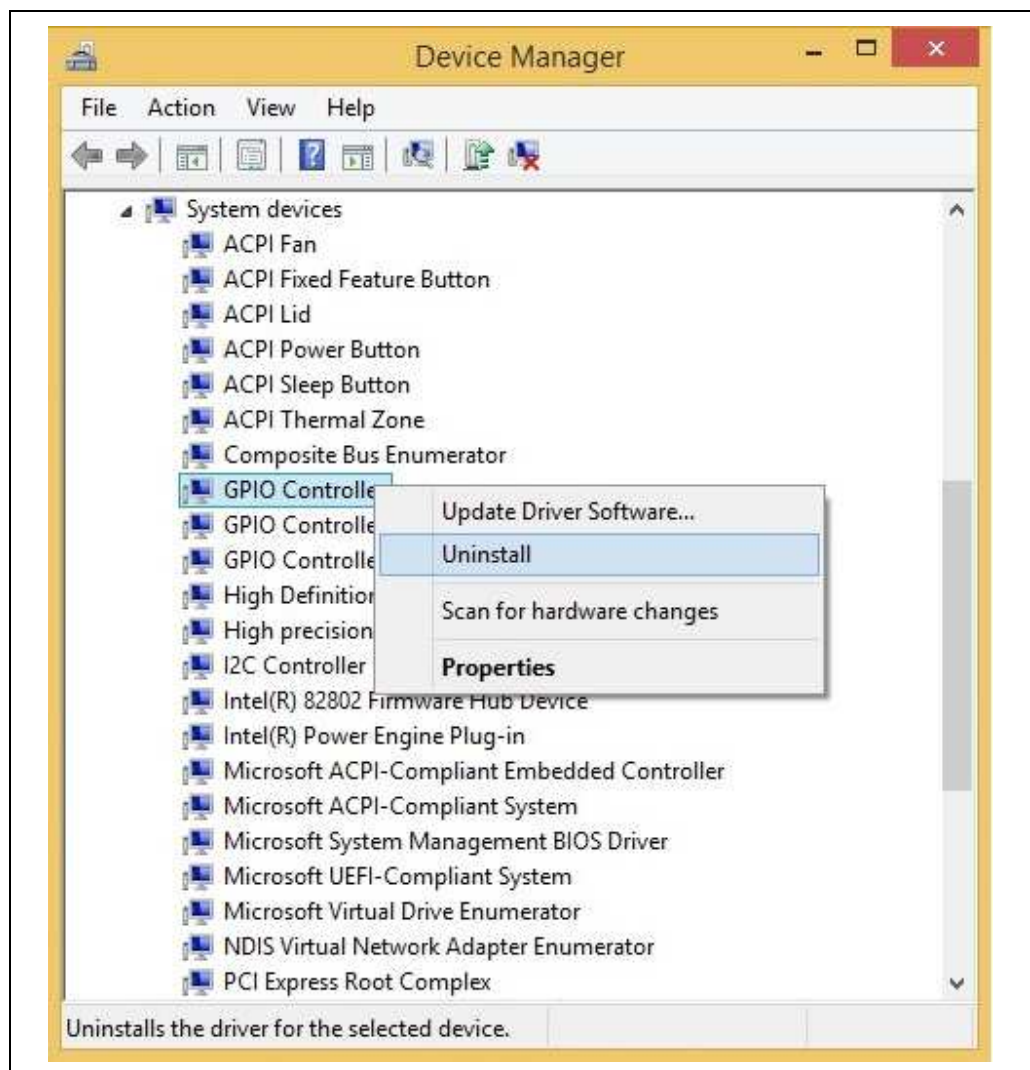 Device Manager
File Action View Help
System devices
ACPI Fan
ACPI Fixed Feature Button
ACPI Lid
ACPI Power Button
ACPI Sleep Button
ACPI Thermal Zone
Composite Bus Enumerator
GPIO Controlle
GPIO Controlle
GPIO Controlle
High Definition
High precision
I2C Controller
Update Driver Software...
Uninstall
Scan for hardware changes
Properties
Intel(R) 82802 Firmware Hub Device
Intel(R) Power Engine Plug-in
Microsoft ACPI-Compliant Embedded Controller
Microsoft ACPI-Compliant System
Microsoft System Management BIOS Driver
Microsoft UEFI-Compliant System
Microsoft Virtual Drive Enumerator
NDIS Virtual Network Adapter Enumerator
PCI Express Root Complex
Uninstalls the driver for the selected device.